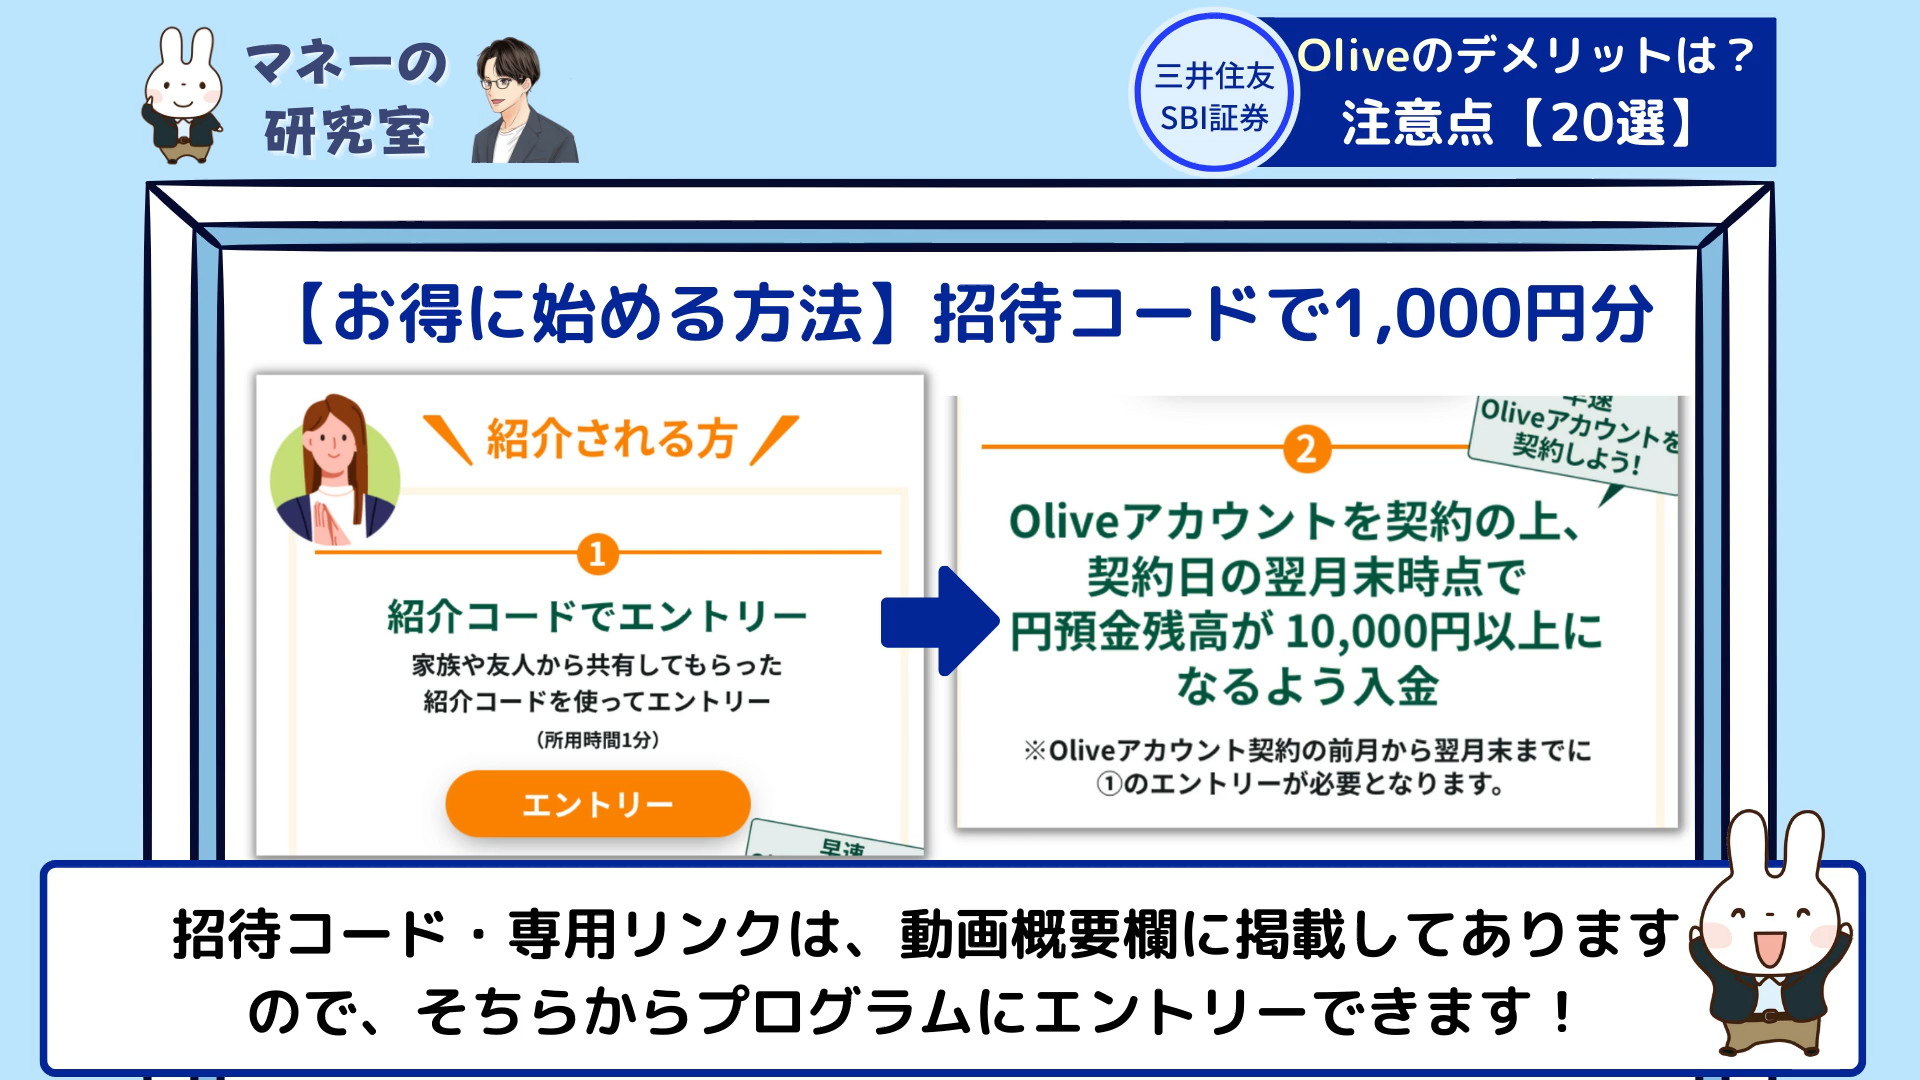 マネーの
研究室
三井住友
SBI証券
Oliveのデメリットは？
注意点【20選】
【お得に始める方法】招待コードで1,000円分
紹介される方
1
紹介コードでエントリー
家族や友人から共有してもらった
紹介コードを使ってエントリー
（所用時間1分）
エントリー
早速
早速
Oliveアカウントを
契約しよう！
2
Oliveアカウントを契約の上、
契約日の翌月末時点で
円預金残高が 10,000円以上に
なるよう入金
※Oliveアカウント契約の前月から翌月末までに
①のエントリーが必要となります。
招待コード・専用リンクは、動画概要欄に掲載してあります
ので、そちらからプログラムにエントリーできます！